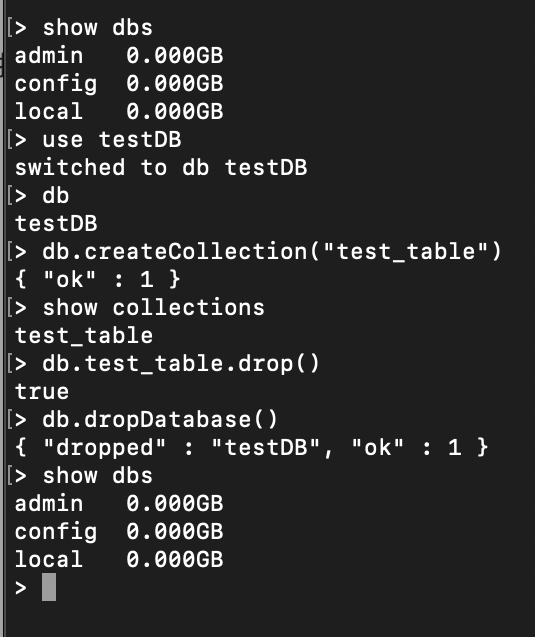 [> show dbs
admin   0.000GB
config  0.000GB
local   0.000GB
[> use testDB
switched to db testDB
[> db
testDB
[> db.createCollection("test_table")
{ "ok" : 1 }
[> show collections
test_table
[> db.test_table.drop()
true
[> db.dropDatabase()
{ "dropped" : "testDB", "ok" : 1 }
[> show dbs
admin   0.000GB
config  0.000GB
local   0.000GB
>